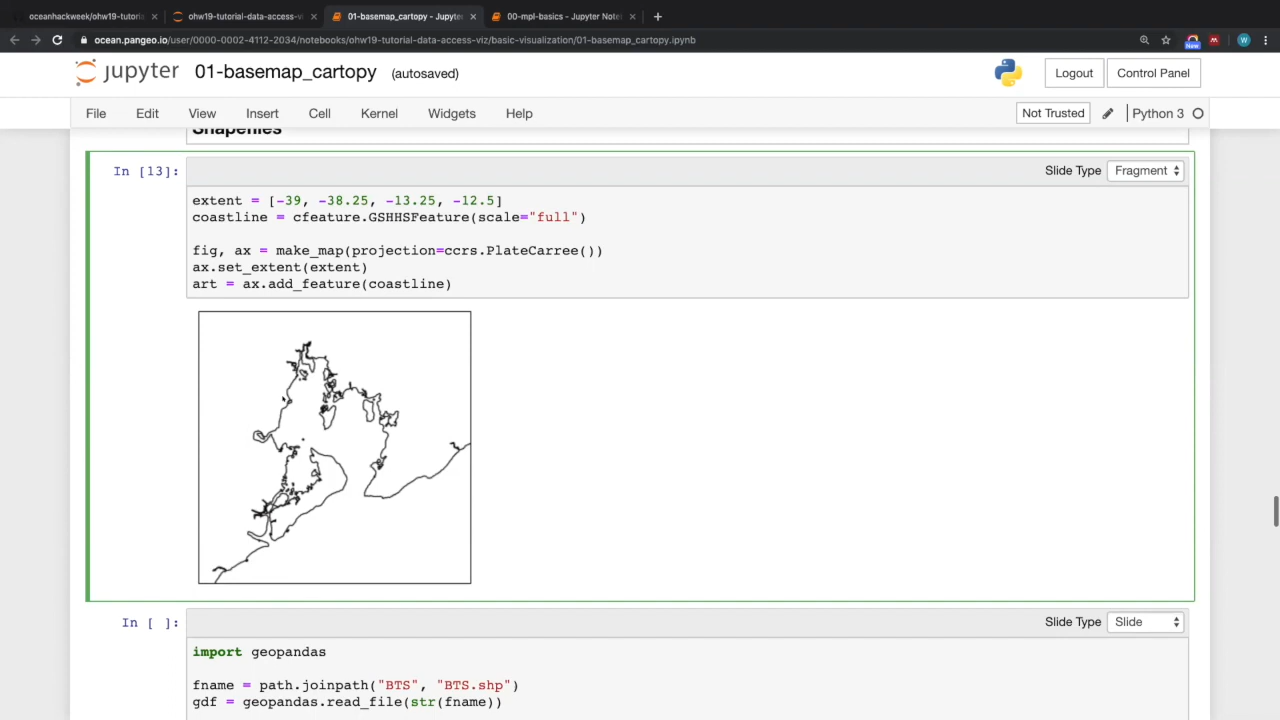 oceanhackweek/ohw19-tutoria
ohw19-tutorial-data-access-vi
01-basemap_cartopy - Jupyte
00-mpl-basics - Jupyter Note
ocean.pangeo.io/user/0000-0002-4112-2034/notebooks/ohw19-tutorial-data-access-viz/basic-visualization/01-basemap_cartopy.ipynb
New
W
jupyter 01-basemap_cartopy (autosaved)
Logout
Control Panel
File Edit View Insert Cell Kernel Widgets Help
Not Trusted
Python 3
Shapefiles
In [13]:
Slide Type Fragment
extent = [-39, -38.25, -13.25, -12.5]
coastline = cfeature.GSHHSFeature(scale="full")
fig, ax = make_map(projection=ccrs.PlateCarree())
ax.set_extent(extent)
art = ax.add_feature(coastline)
In [ ]:
Slide Type Slide
import geopandas
fname = path.joinpath("BTS", "BTS.shp")
gdf = geopandas.read_file(str(fname))